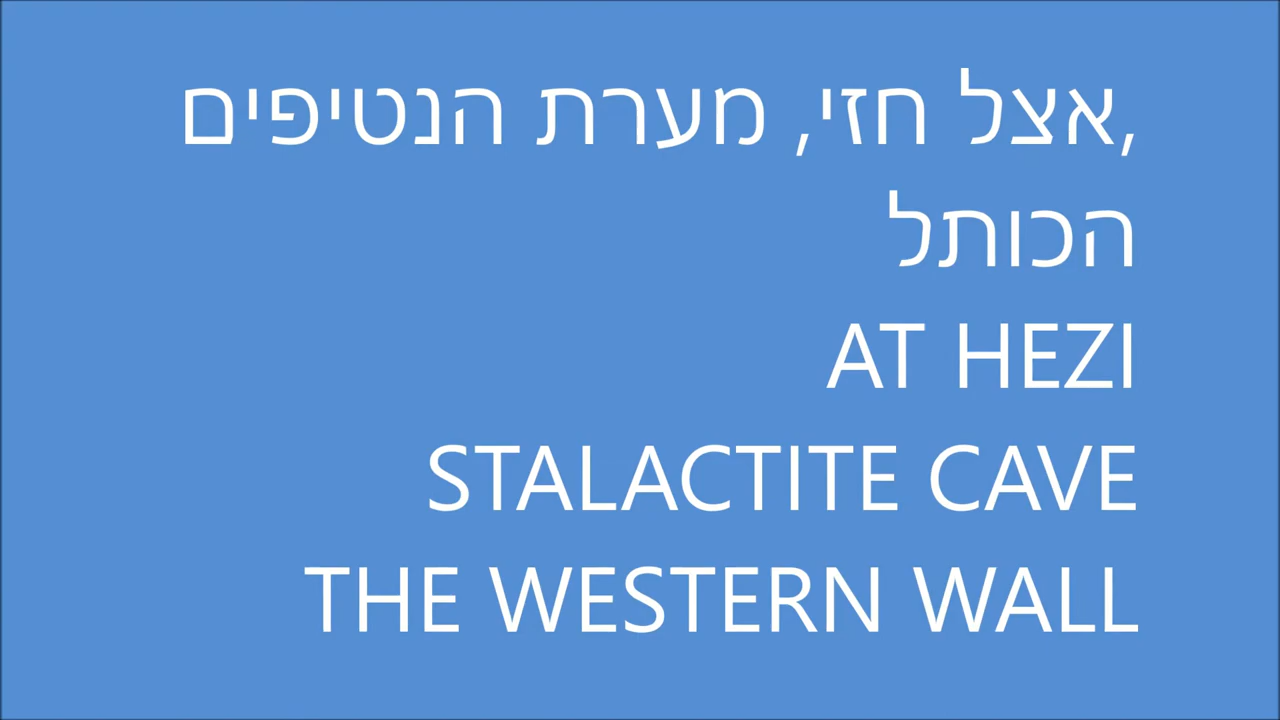 ,אצל חזי, מערת הנטיפים
הכותל
AT HEZI
STALACTITE CAVE
THE WESTERN WALL